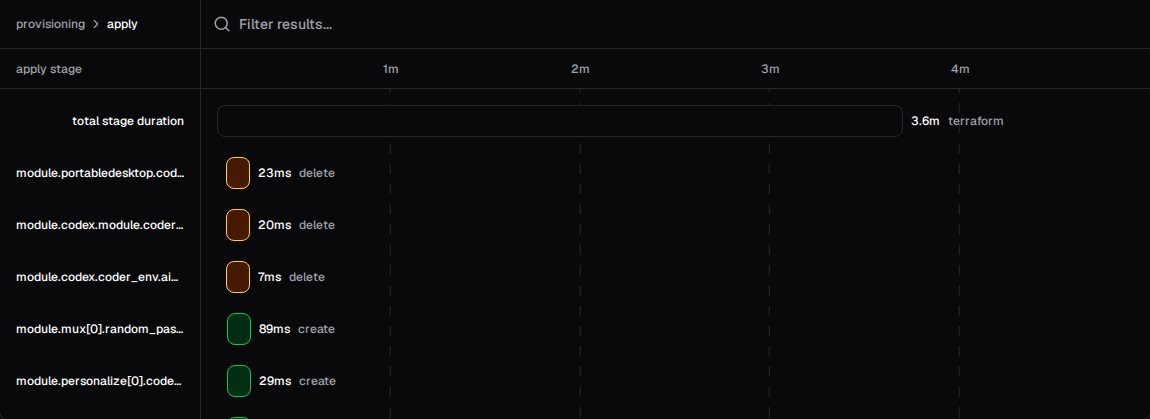 provisioning > apply
Filter results...
apply stage
1m 2m 3m 4m
total stage duration 3.6m terraform
module.portabledesktop.cod... 23ms delete
module.codex.module.coder... 20ms delete
module.codex.coder_env.ai... 7ms delete
module.mux[0].random_pas... 89ms create
module.personalize[0].code... 29ms create